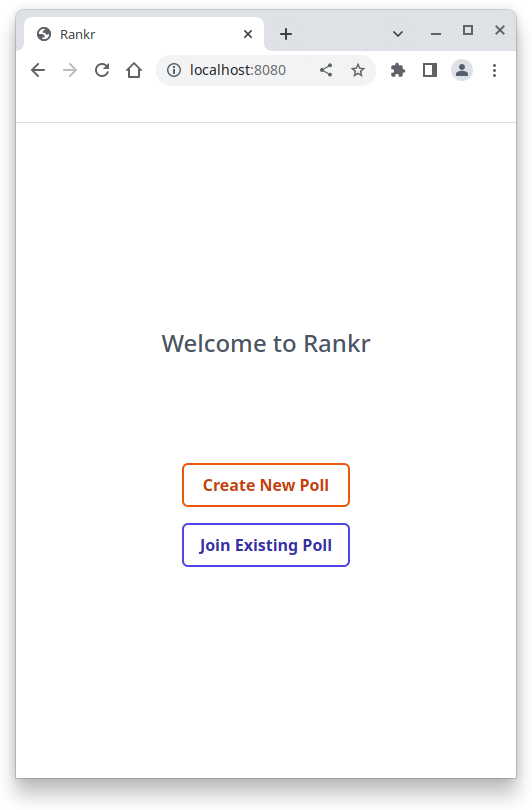 Rankr
localhost:8080
Welcome to Rankr
Create New Poll
Join Existing Poll